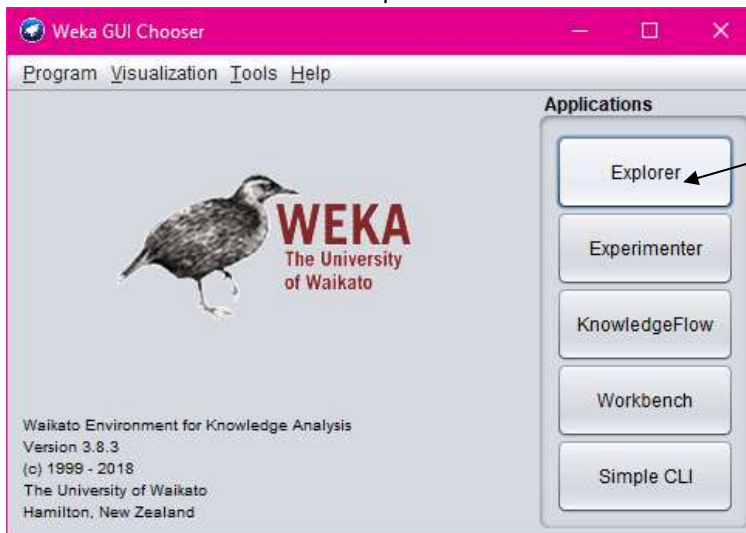 Weka GUI Chooser
Program Visualization Tools Help
Applications
Explorer
Experimenter
KnowledgeFlow
Workbench
Simple CLI
WEKA
The University
of Waikato
Waikato Environment for Knowledge Analysis
Version 3.8.3
(c) 1999 - 2018
The University of Waikato
Hamilton, New Zealand